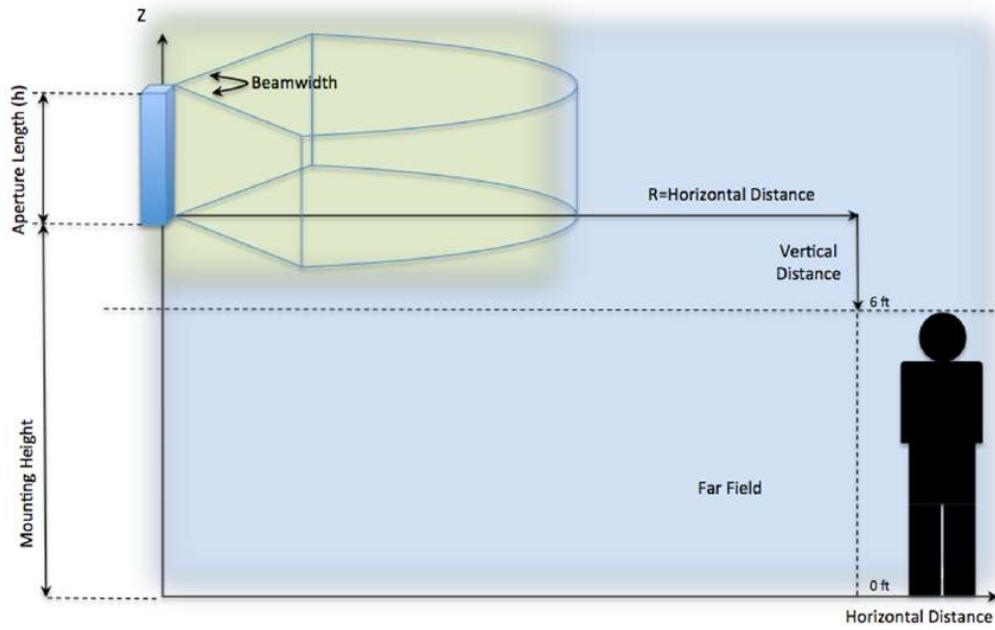 Z
Beamwidth
Aperture Length (h)
R=Horizontal Distance
Vertical
Distance
6 ft
Mounting Height
Far Field
0 ft
Horizontal Distance